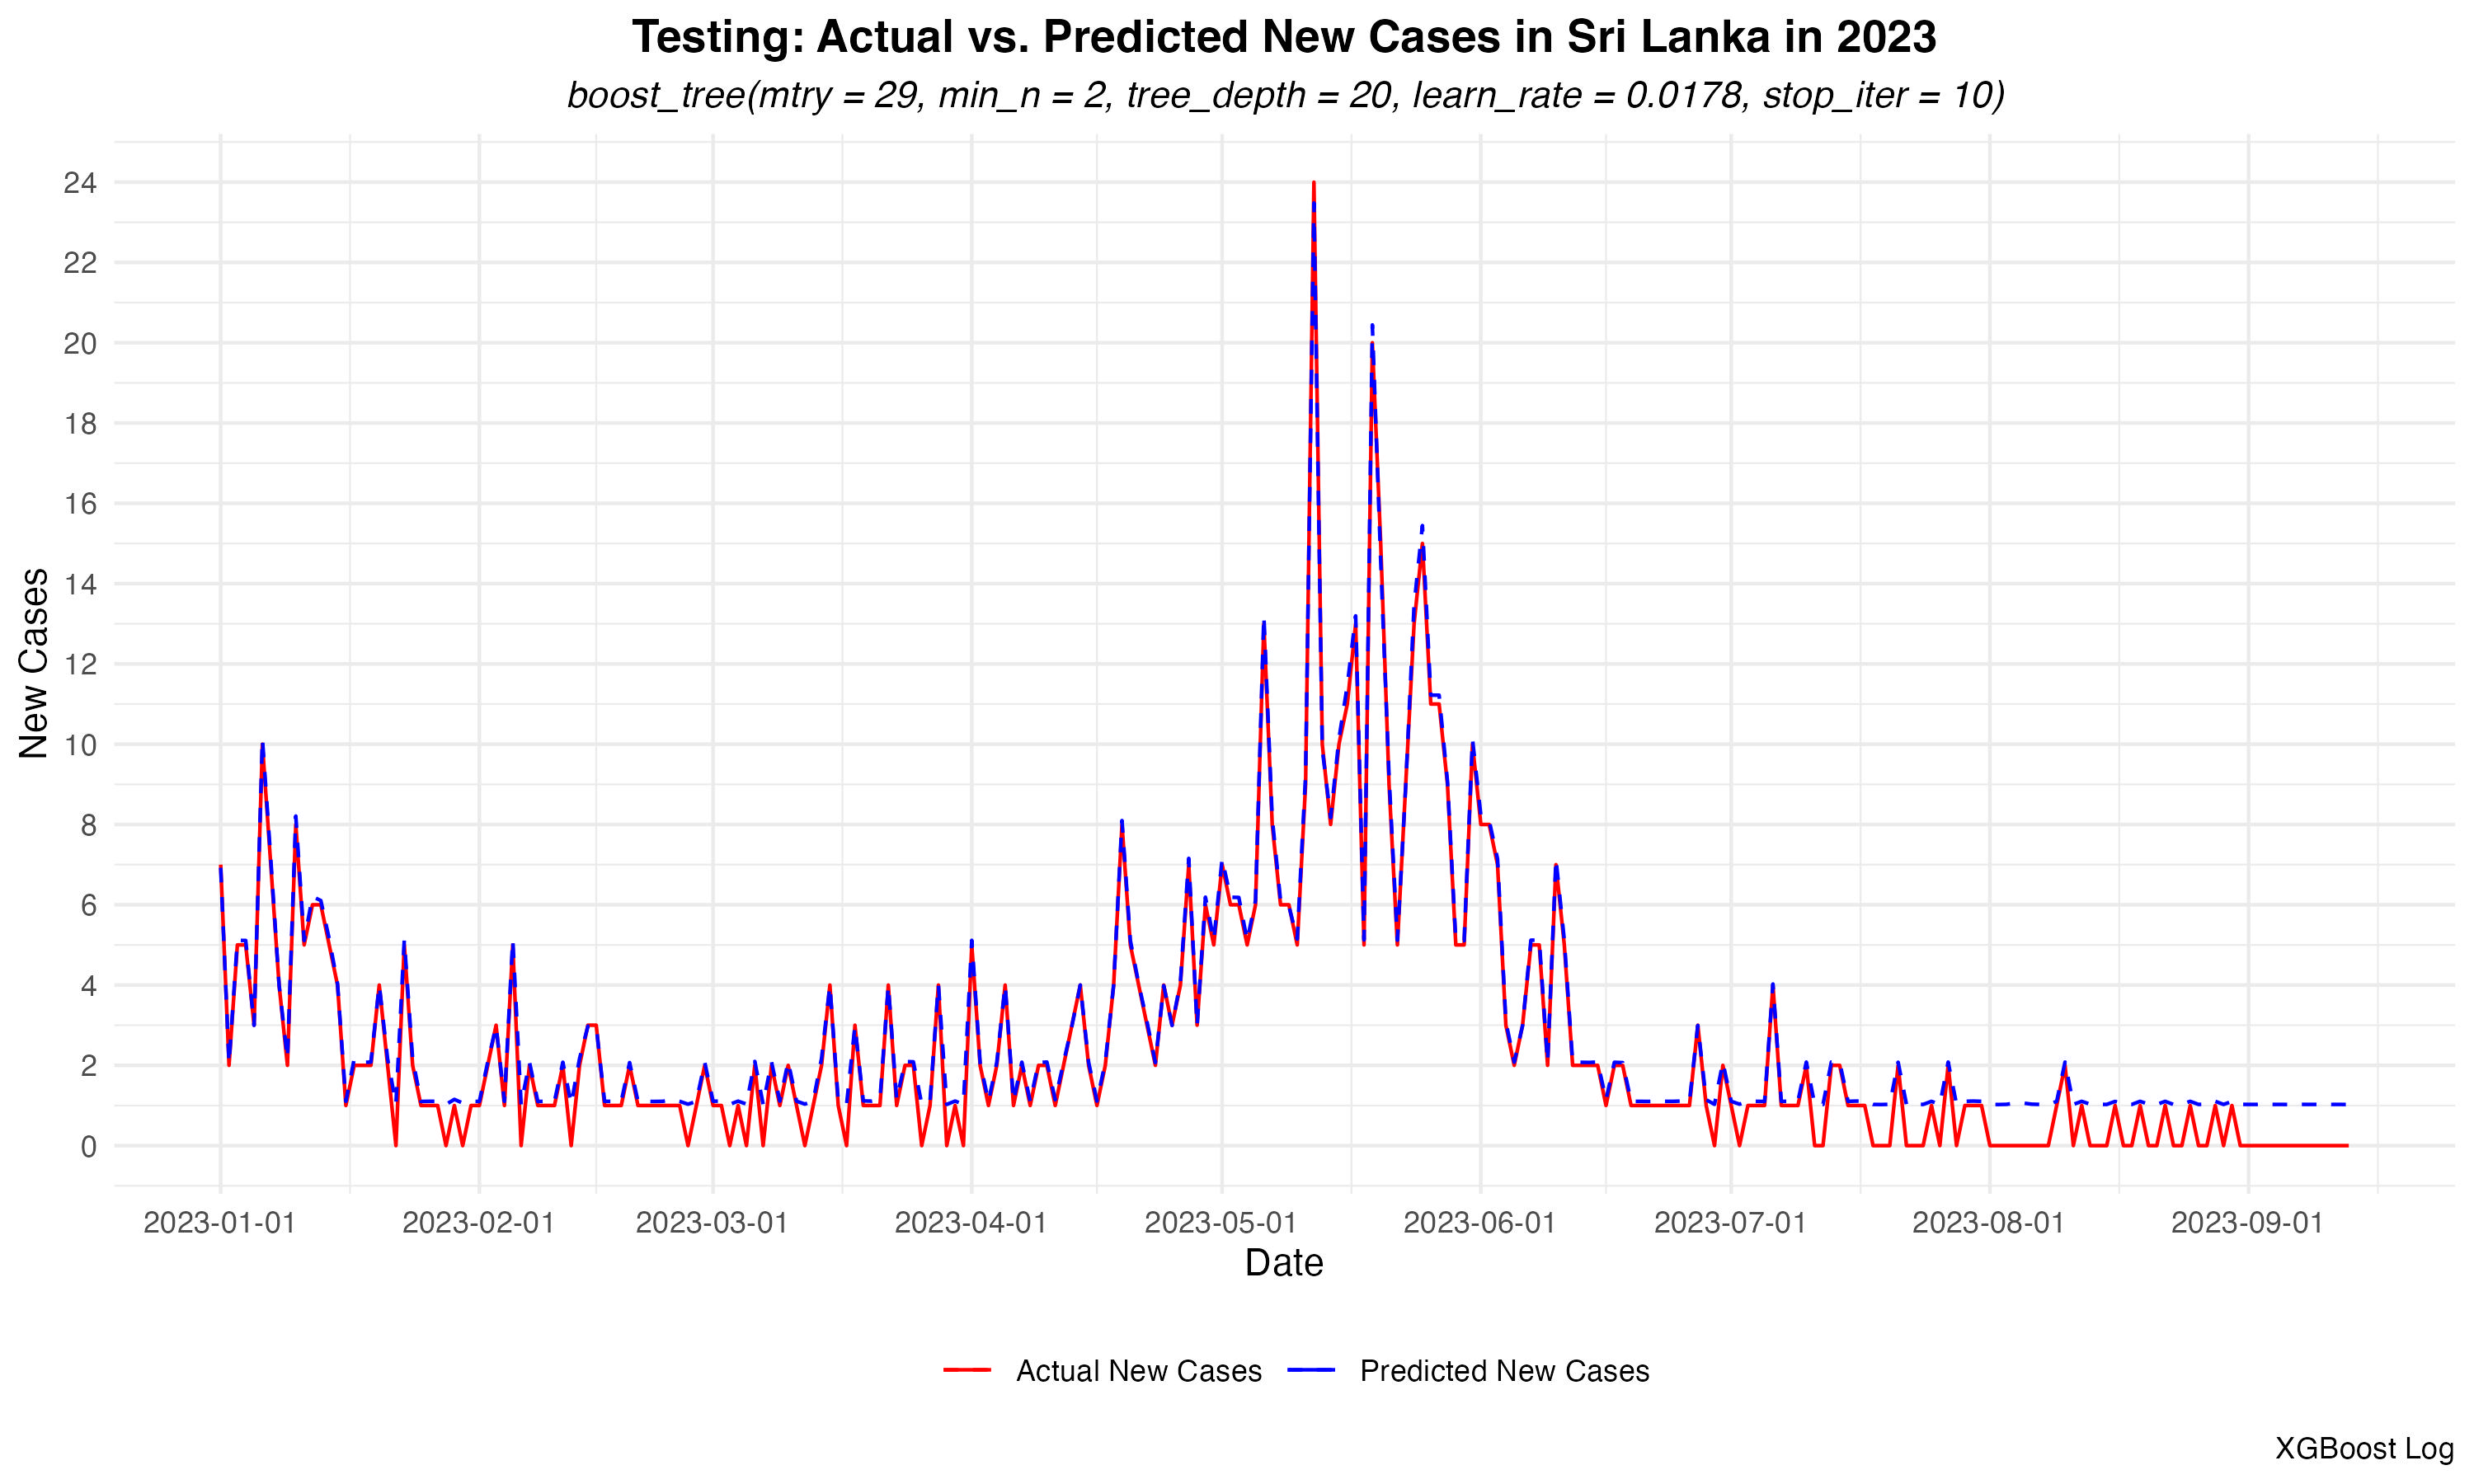 Testing: Actual vs. Predicted New Cases in Sri Lanka in 2023
boost_tree(mtry = 29, min_n = 2, tree_depth = 20, learn_rate = 0.0178, stop_iter = 10)
New Cases
24
22
20
18
16
14
12
10
8
6
4
2
0
2023-01-01 2023-02-01 2023-03-01 2023-04-01 2023-05-01 2023-06-01 2023-07-01 2023-08-01 2023-09-01
Date
Actual New Cases Predicted New Cases
XGBoost Log